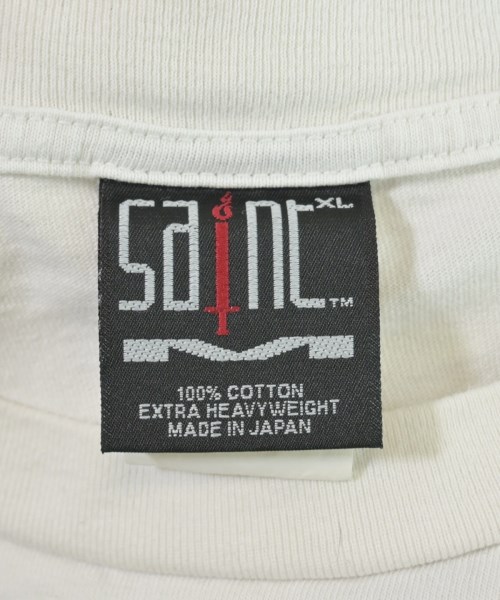 saint XL
TM
100% COTTON
EXTRA HEAVYWEIGHT
MADE IN JAPAN